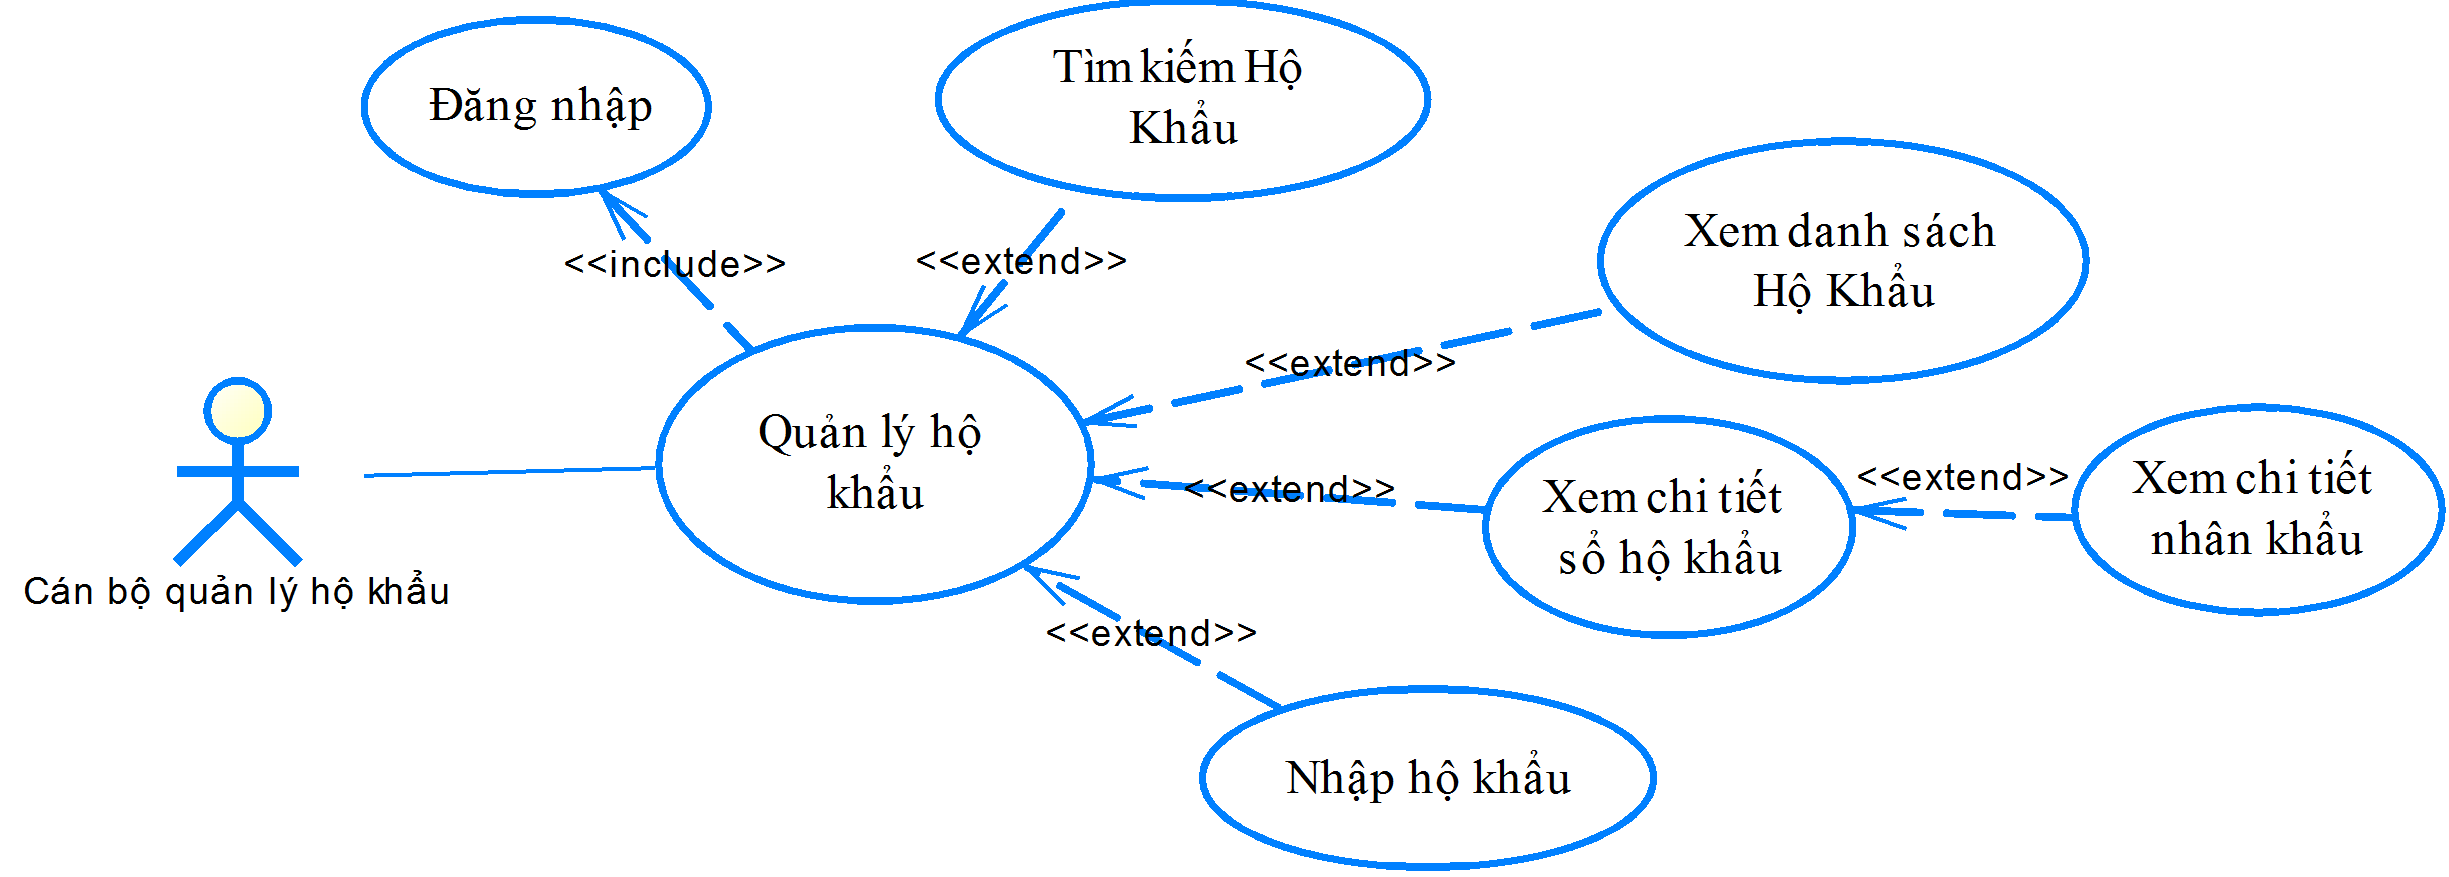 Đăng nhập
Tìm kiếm Hộ
Khẩu
Xem danh sách
Hộ Khẩu
<<include>>
<<extend>>
<<extend>>
Quản lý hộ
khẩu
<<extend>>
Xem chi tiết
sổ hộ khẩu
<<extend>>
Xem chi tiết
nhân khẩu
Cán bộ quản lý hộ khẩu
<<extend>>
Nhập hộ khẩu